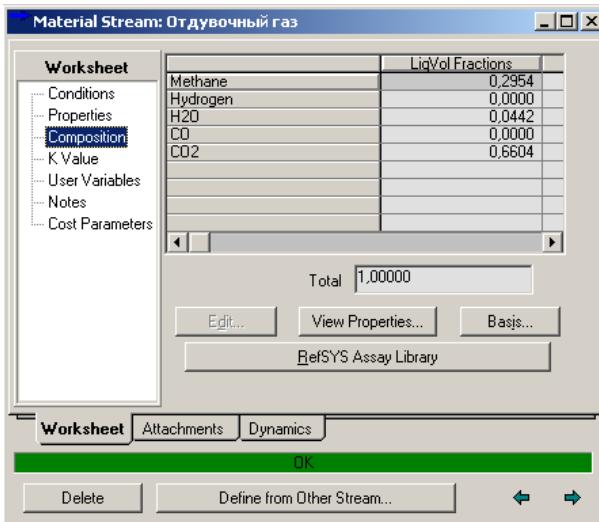 Material Stream: Отдувочный газ
Worksheet
Conditions
Properties
Composition
K Value
User Variables
Notes
Cost Parameters
LiqVol Fractions
Methane 0,2954
Hydrogen 0,0000
H2O 0,0442
CO 0,0000
CO2 0,6604
Total 1,00000
Edit... View Properties... Basis...
RefSYS Assay Library
Worksheet Attachments Dynamics
OK
Delete Define from Other Stream...